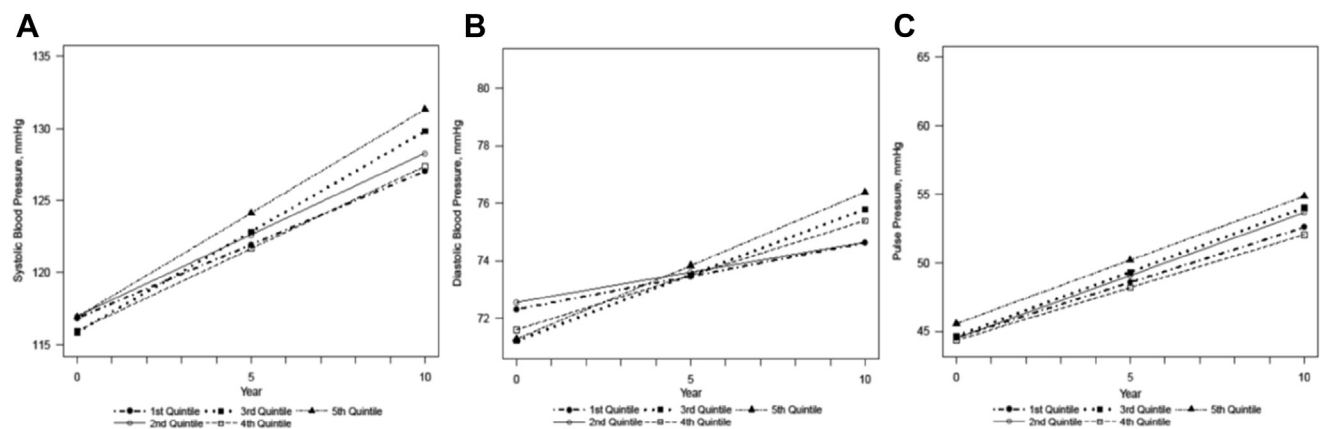 A
Systolic Blood Pressure, mmHg
135
130
125
120
115
0 5 10
Year
1st Quintile 3rd Quintile 5th Quintile
2nd Quintile 4th Quintile
B
Diastolic Blood Pressure, mmHg
80
78
76
74
72
0 5 10
Year
1st Quintile 3rd Quintile 5th Quintile
2nd Quintile 4th Quintile
C
Pulse Pressure, mmHg
65
60
55
50
45
0 5 10
Year
1st Quintile 3rd Quintile 5th Quintile
2nd Quintile 4th Quintile